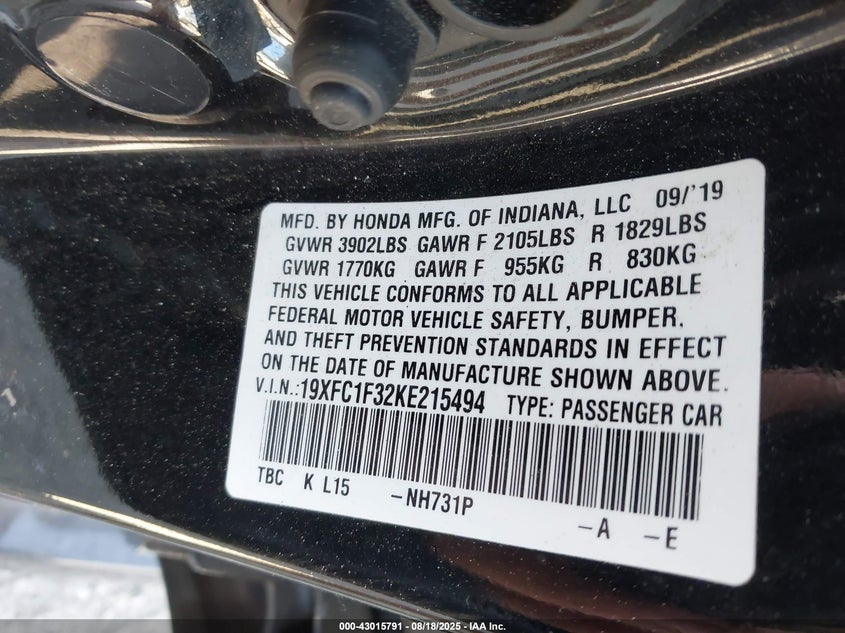 MFD. BY HONDA MFG. OF INDIANA, LLC 09/'19
GVWR 3902LBS GAWR F 2105LBS R 1829LBS
GVWR 1770KG GAWR F 955KG R 830KG
THIS VEHICLE CONFORMS TO ALL APPLICABLE
FEDERAL MOTOR VEHICLE SAFETY, BUMPER,
AND THEFT PREVENTION STANDARDS IN EFFECT
ON THE DATE OF MANUFACTURE SHOWN ABOVE.
V.I.N.:19XFC1F32KE215494 TYPE: PASSENGER CAR
TBC K L15 -NH731P -A -E
000-43015791 - 08/18/2025 - IAA Inc.